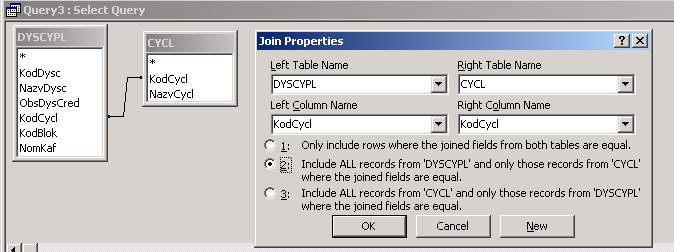 Query3 : Select Query
DYSCYPL
*
KodDysc
NazvDysc
ObsDysCred
KodCycl
KodBlok
NomKaf
CYCL
*
KodCycl
NazvCycl
Join Properties
Left Table Name
Right Table Name
DYSCYPL
CYCL
Left Column Name
Right Column Name
KodCycl
KodCycl
1: Only include rows where the joined fields from both tables are equal.
2: Include ALL records from 'DYSCYPL' and only those records from 'CYCL'
where the joined fields are equal.
3: Include ALL records from 'CYCL' and only those records from 'DYSCYPL'
where the joined fields are equal.
OK
Cancel
New